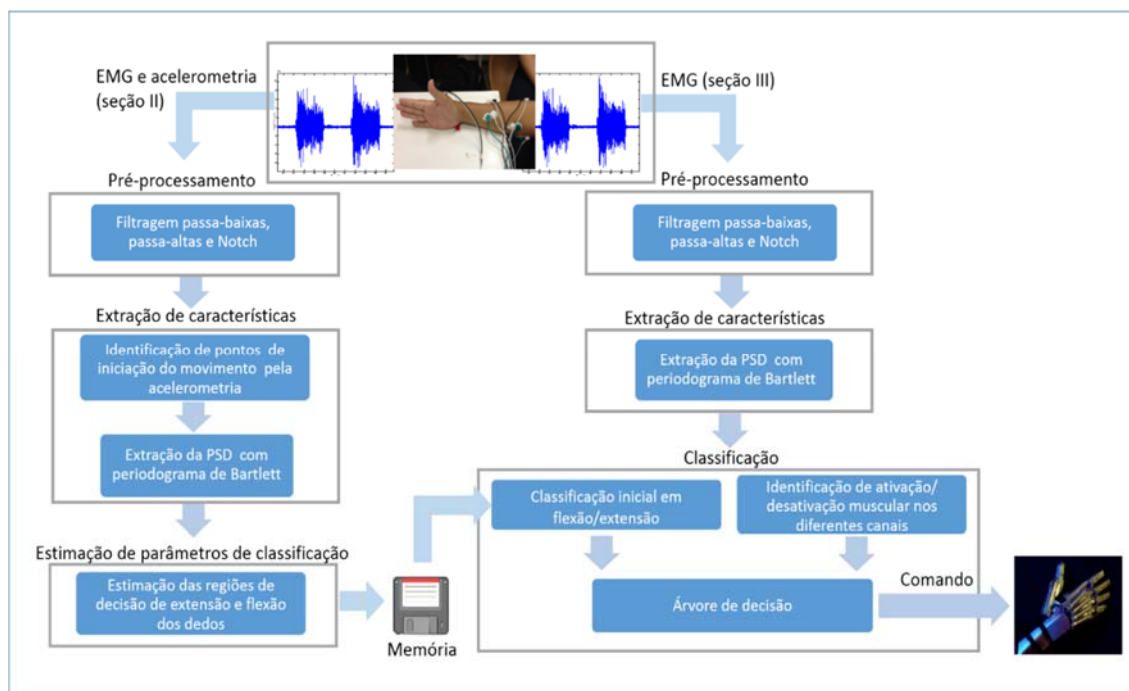 EMG e acelerometria
(seção II)
EMG (seção III)
Pré-processamento
Filtragem passa-baixas,
passa-altas e Notch
Extração de características
Identificação de pontos de
iniciação do movimento pela
acelerometria
Extração da PSD com
periodograma de Bartlett
Estimação de parâmetros de classificação
Estimação das regiões de
decisão de extensão e flexão
dos dedos
Memória
Pré-processamento
Filtragem passa-baixas,
passa-altas e Notch
Extração de características
Extração da PSD com
periodograma de Bartlett
Classificação
Classificação inicial em
flexão/extensão
Identificação de ativação/
desativação muscular nos
diferentes canais
Árvore de decisão
Comando